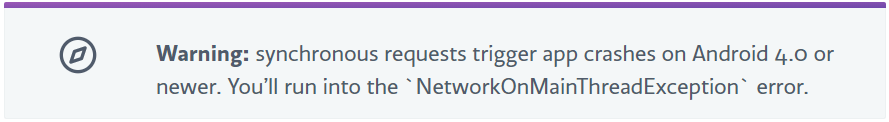 Warning: synchronous requests trigger app crashes on Android 4.0 or
newer. You’ll run into the `NetworkOnMainThreadException` error.